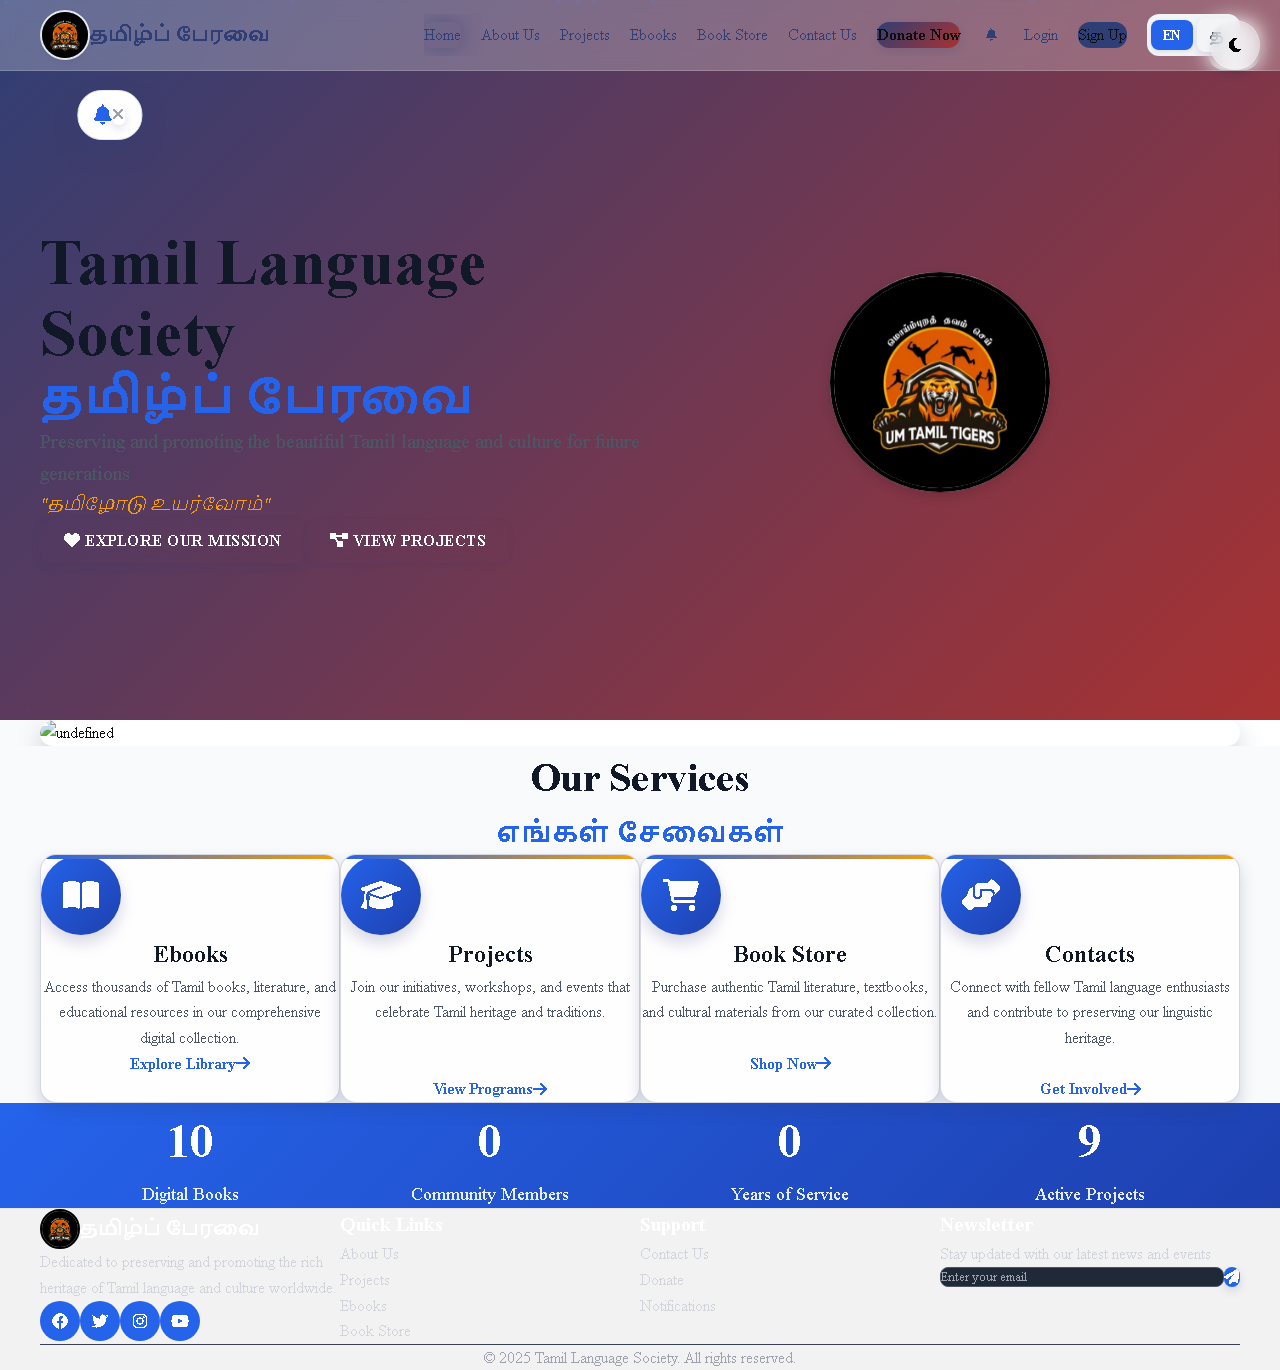 தமிழ்ப் பேரவை
Home About Us Projects Ebooks Book Store Contact Us Donate Now Login Sign Up EN த
Tamil Language
Society
தமிழ்ப் பேரவை
Preserving and promoting the beautiful Tamil language and culture for future
generations
"தமிழோடு உயர்வோம்"
EXPLORE OUR MISSION VIEW PROJECTS
மொய்ம்புறத் தவம் செய்
UM TAMIL TIGERS
undefined
Our Services
எங்கள் சேவைகள்
Ebooks
Access thousands of Tamil books, literature, and
educational resources in our comprehensive
digital collection.
Explore Library
Projects
Join our initiatives, workshops, and events that
celebrate Tamil heritage and traditions.
View Programs
Book Store
Purchase authentic Tamil literature, textbooks,
and cultural materials from our curated collection.
Shop Now
Contacts
Connect with fellow Tamil language enthusiasts
and contribute to preserving our linguistic
heritage.
Get Involved
10
Digital Books
0
Community Members
0
Years of Service
9
Active Projects
தமிழ்ப் பேரவை
Dedicated to preserving and promoting the rich
heritage of Tamil language and culture worldwide.
Quick Links
About Us
Projects
Ebooks
Book Store
Support
Contact Us
Donate
Notifications
Newsletter
Stay updated with our latest news and events
Enter your email
© 2025 Tamil Language Society. All rights reserved.